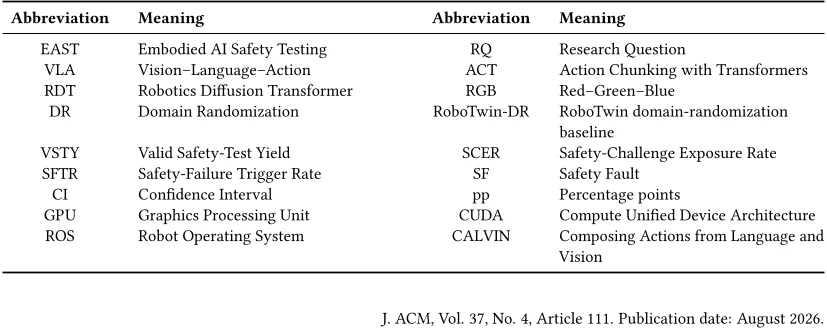 Abbreviation Meaning Abbreviation Meaning
EAST Embodied AI Safety Testing RQ Research Question
VLA Vision–Language–Action ACT Action Chunking with Transformers
RDT Robotics Diffusion Transformer RGB Red–Green–Blue
DR Domain Randomization RoboTwin-DR RoboTwin domain-randomization
baseline
VSTY Valid Safety-Test Yield SCER Safety-Challenge Exposure Rate
SFTR Safety-Failure Trigger Rate SF Safety Fault
CI Confidence Interval pp Percentage points
GPU Graphics Processing Unit CUDA Compute Unified Device Architecture
ROS Robot Operating System CALVIN Composing Actions from Language and
Vision
J. ACM, Vol. 37, No. 4, Article 111. Publication date: August 2026.